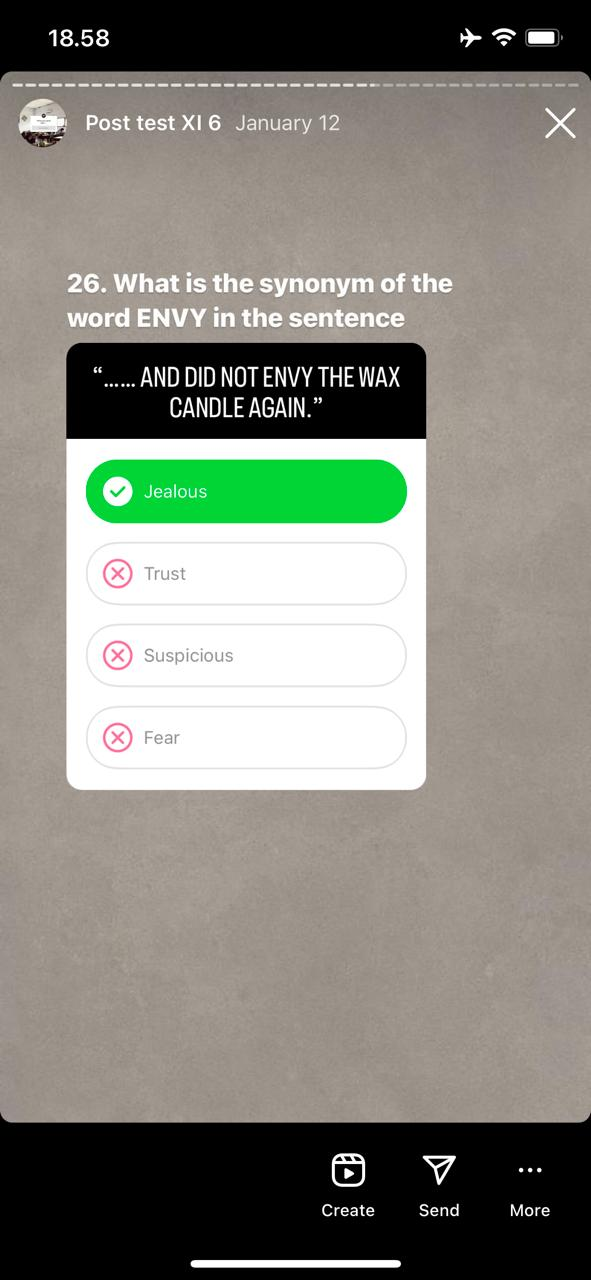 18.58
Post test XI 6 January 12
26. What is the synonym of the
word ENVY in the sentence
“...... AND DID NOT ENVY THE WAX
CANDLE AGAIN.”
Jealous
Trust
Suspicious
Fear
Create Send More